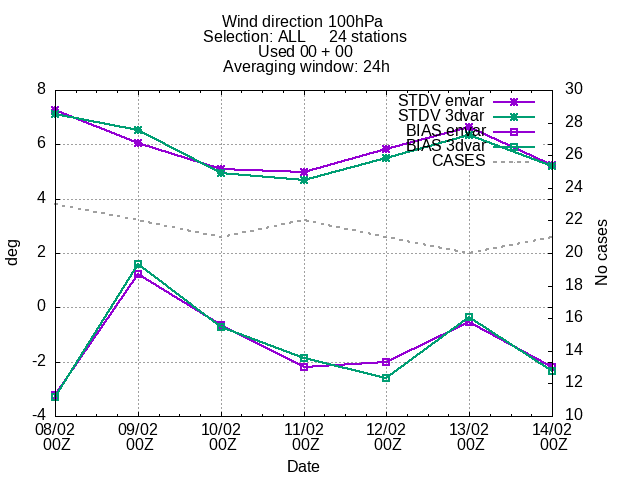 Wind direction 100hPa
Selection: ALL 24 stations
Used 00 + 00
Averaging window: 24h
8
6
4
2
0
-2
-4
deg
30
28
26
24
22
20
18
16
14
12
10
No cases
STDV envar
STDV 3dvar
BIAS envar
BIAS 3dvar
CASES
08/02 09/02 10/02 11/02 12/02 13/02 14/02
00Z 00Z 00Z 00Z 00Z 00Z 00Z
Date